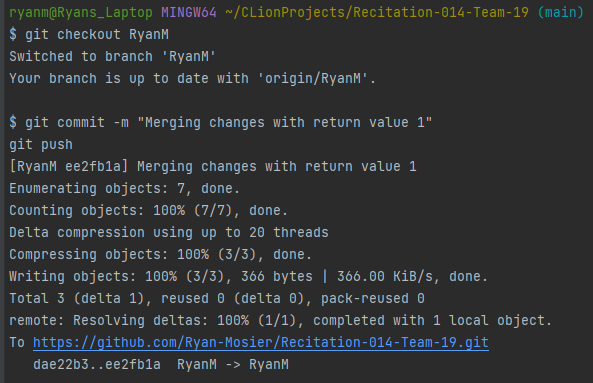 ryanm@Ryans_Laptop MINGW64 ~/CLionProjects/Recitation-014-Team-19 (main)
$ git checkout RyanM
Switched to branch 'RyanM'
Your branch is up to date with 'origin/RyanM'.
$ git commit -m "Merging changes with return value 1"
git push
[RyanM ee2fb1a] Merging changes with return value 1
Enumerating objects: 7, done.
Counting objects: 100% (7/7), done.
Delta compression using up to 20 threads
Compressing objects: 100% (3/3), done.
Writing objects: 100% (3/3), 366 bytes | 366.00 KiB/s, done.
Total 3 (delta 1), reused 0 (delta 0), pack-reused 0
remote: Resolving deltas: 100% (1/1), completed with 1 local object.
To https://github.com/Ryan-Mosier/Recitation-014-Team-19.git
dae22b3..ee2fb1a  RyanM -> RyanM